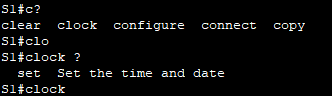 S1#c?
clear  clock  configure  connect  copy
S1#clo
S1#clock ?
  set  Set the time and date
S1#clock